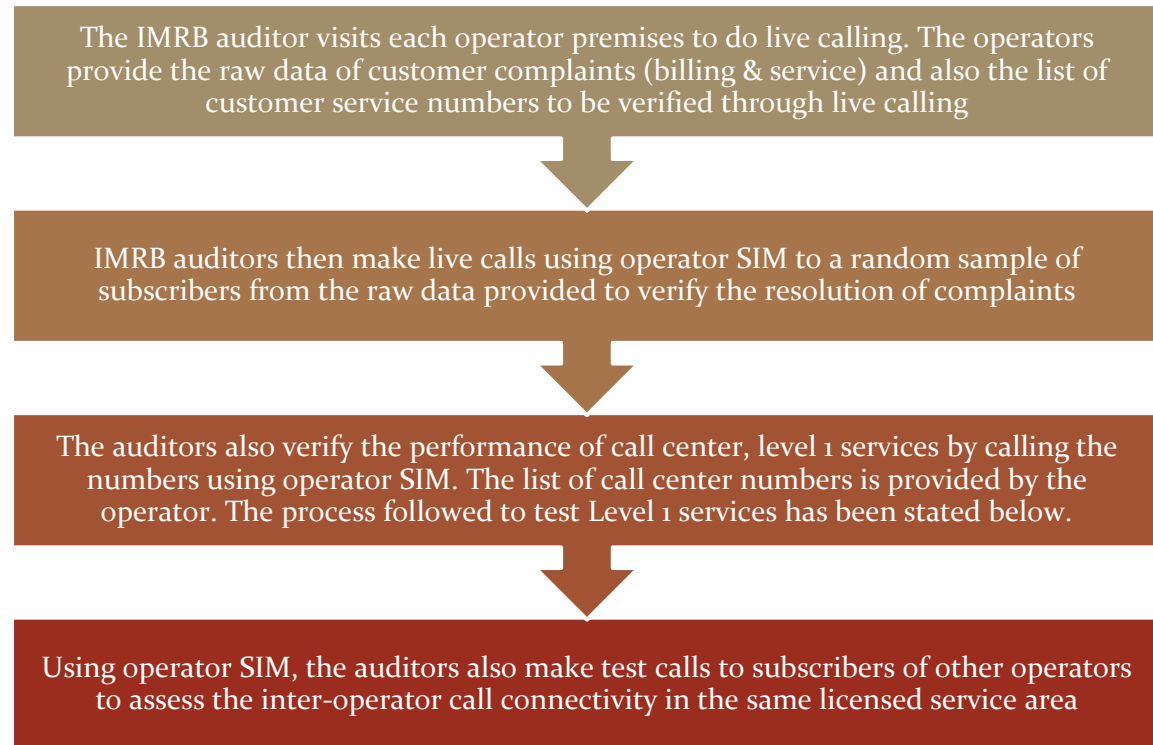 The IMRB auditor visits each operator premises to do live calling. The operators
provide the raw data of customer complaints (billing & service) and also the list of
customer service numbers to be verified through live calling
IMRB auditors then make live calls using operator SIM to a random sample of
subscribers from the raw data provided to verify the resolution of complaints
The auditors also verify the performance of call center, level 1 services by calling the
numbers using operator SIM. The list of call center numbers is provided by the
operator. The process followed to test Level 1 services has been stated below.
Using operator SIM, the auditors also make test calls to subscribers of other operators
to assess the inter-operator call connectivity in the same licensed service area